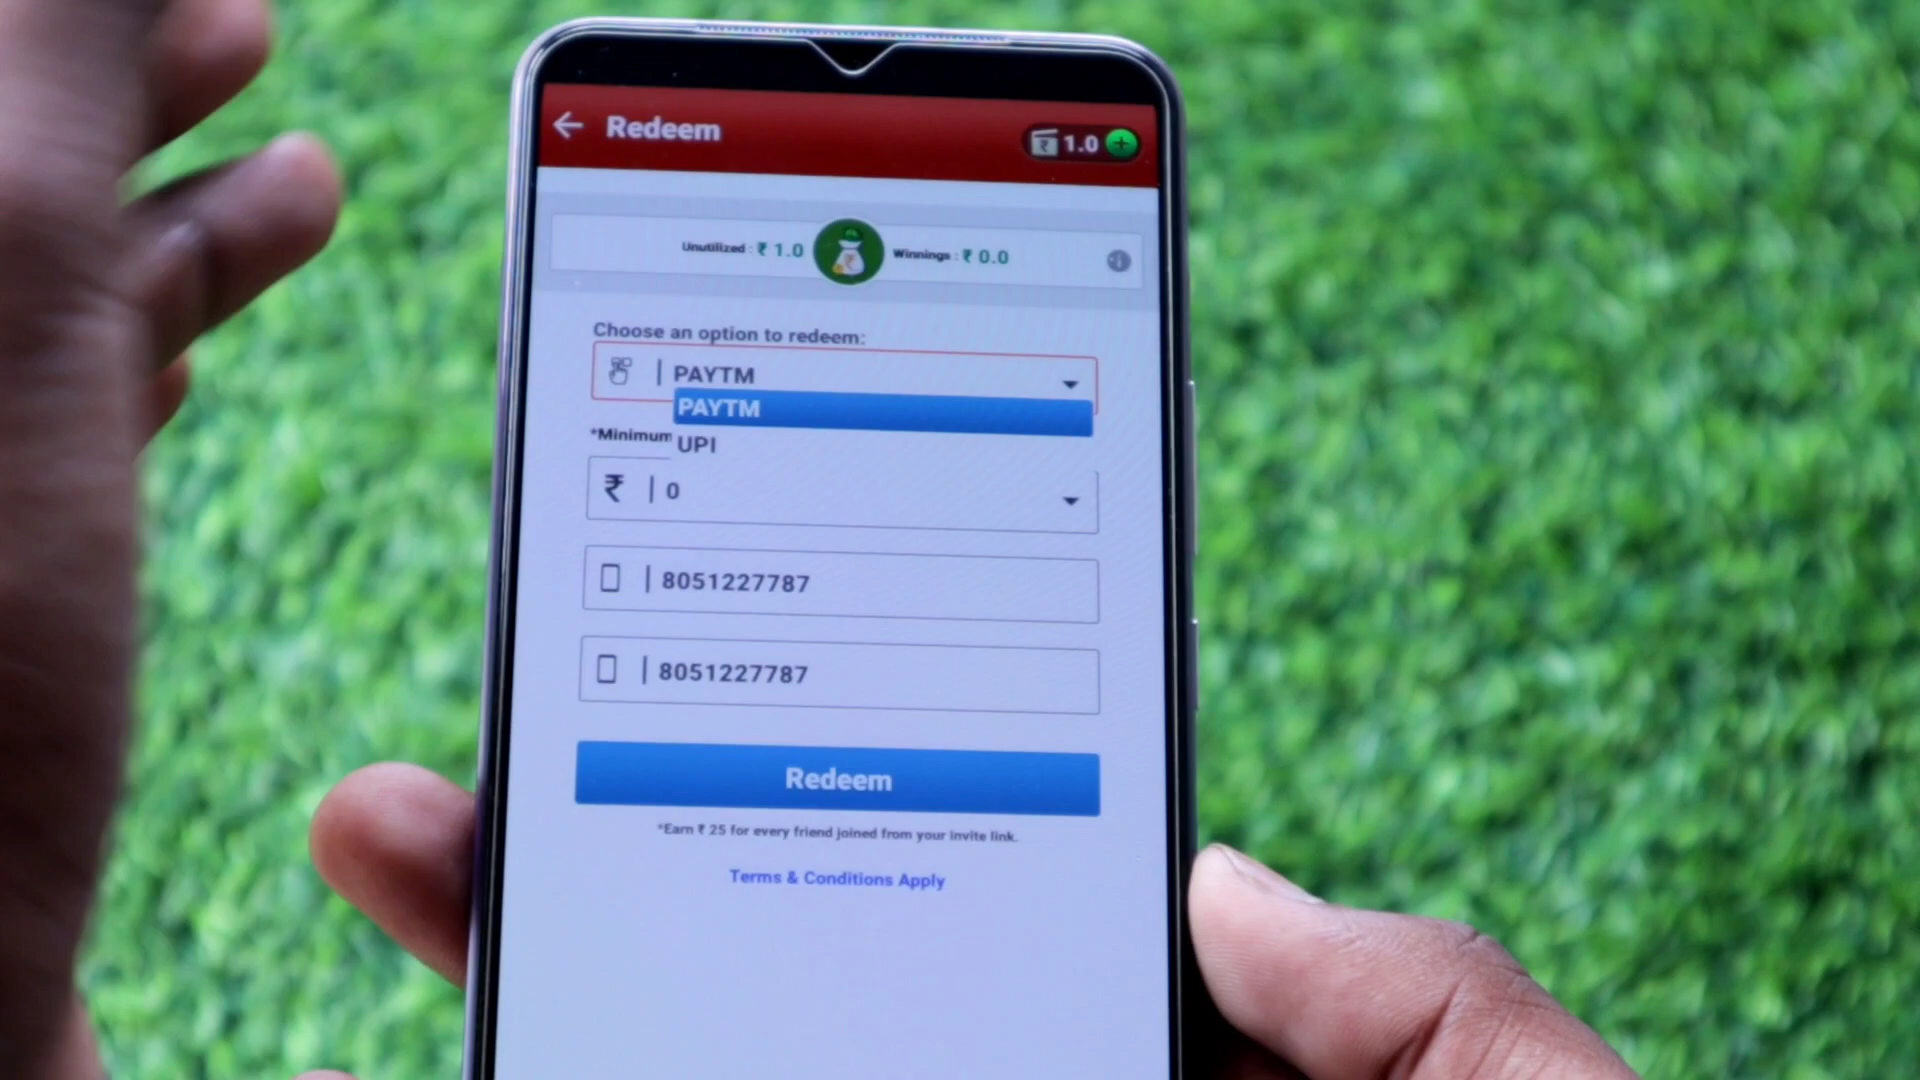 Redeem
1.0
Unutilized : ₹ 1.0
Winnings : ₹ 0.0
Choose an option to redeem:
PAYTM
PAYTM
UPI
*Minimum
₹ | 0
8051227787
8051227787
Redeem
*Earn ₹ 25 for every friend joined from your invite link.
Terms & Conditions Apply